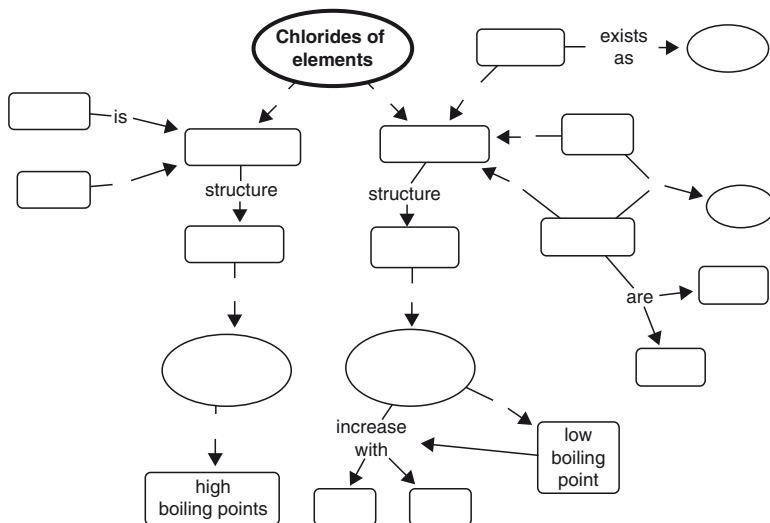 Chlorides of
elements
exists
as
is
structure
structure
are
increase
with
low
boiling
point
high
boiling points